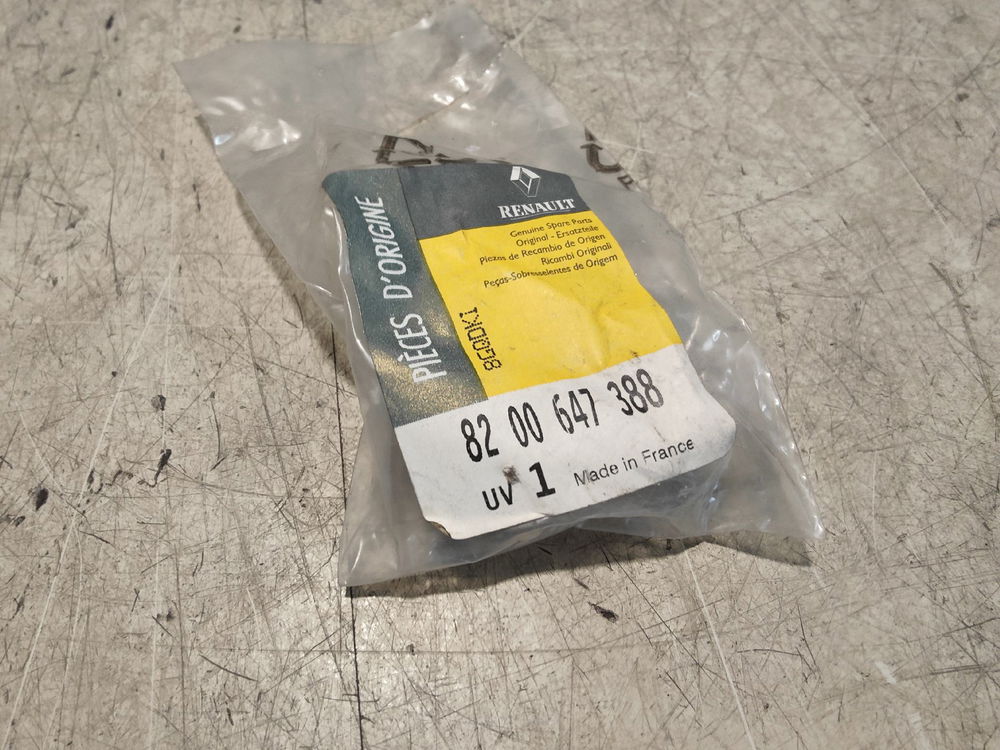 PIÈCES D'ORIGINE
RENAULT
Genuine Spare Parts
Original - Ersatzteile
Piezas de Recambio de Origen
Ricambi Originali
Peças-Sobresselentes de Origem
82 00 647 388
UV 1 Made in France